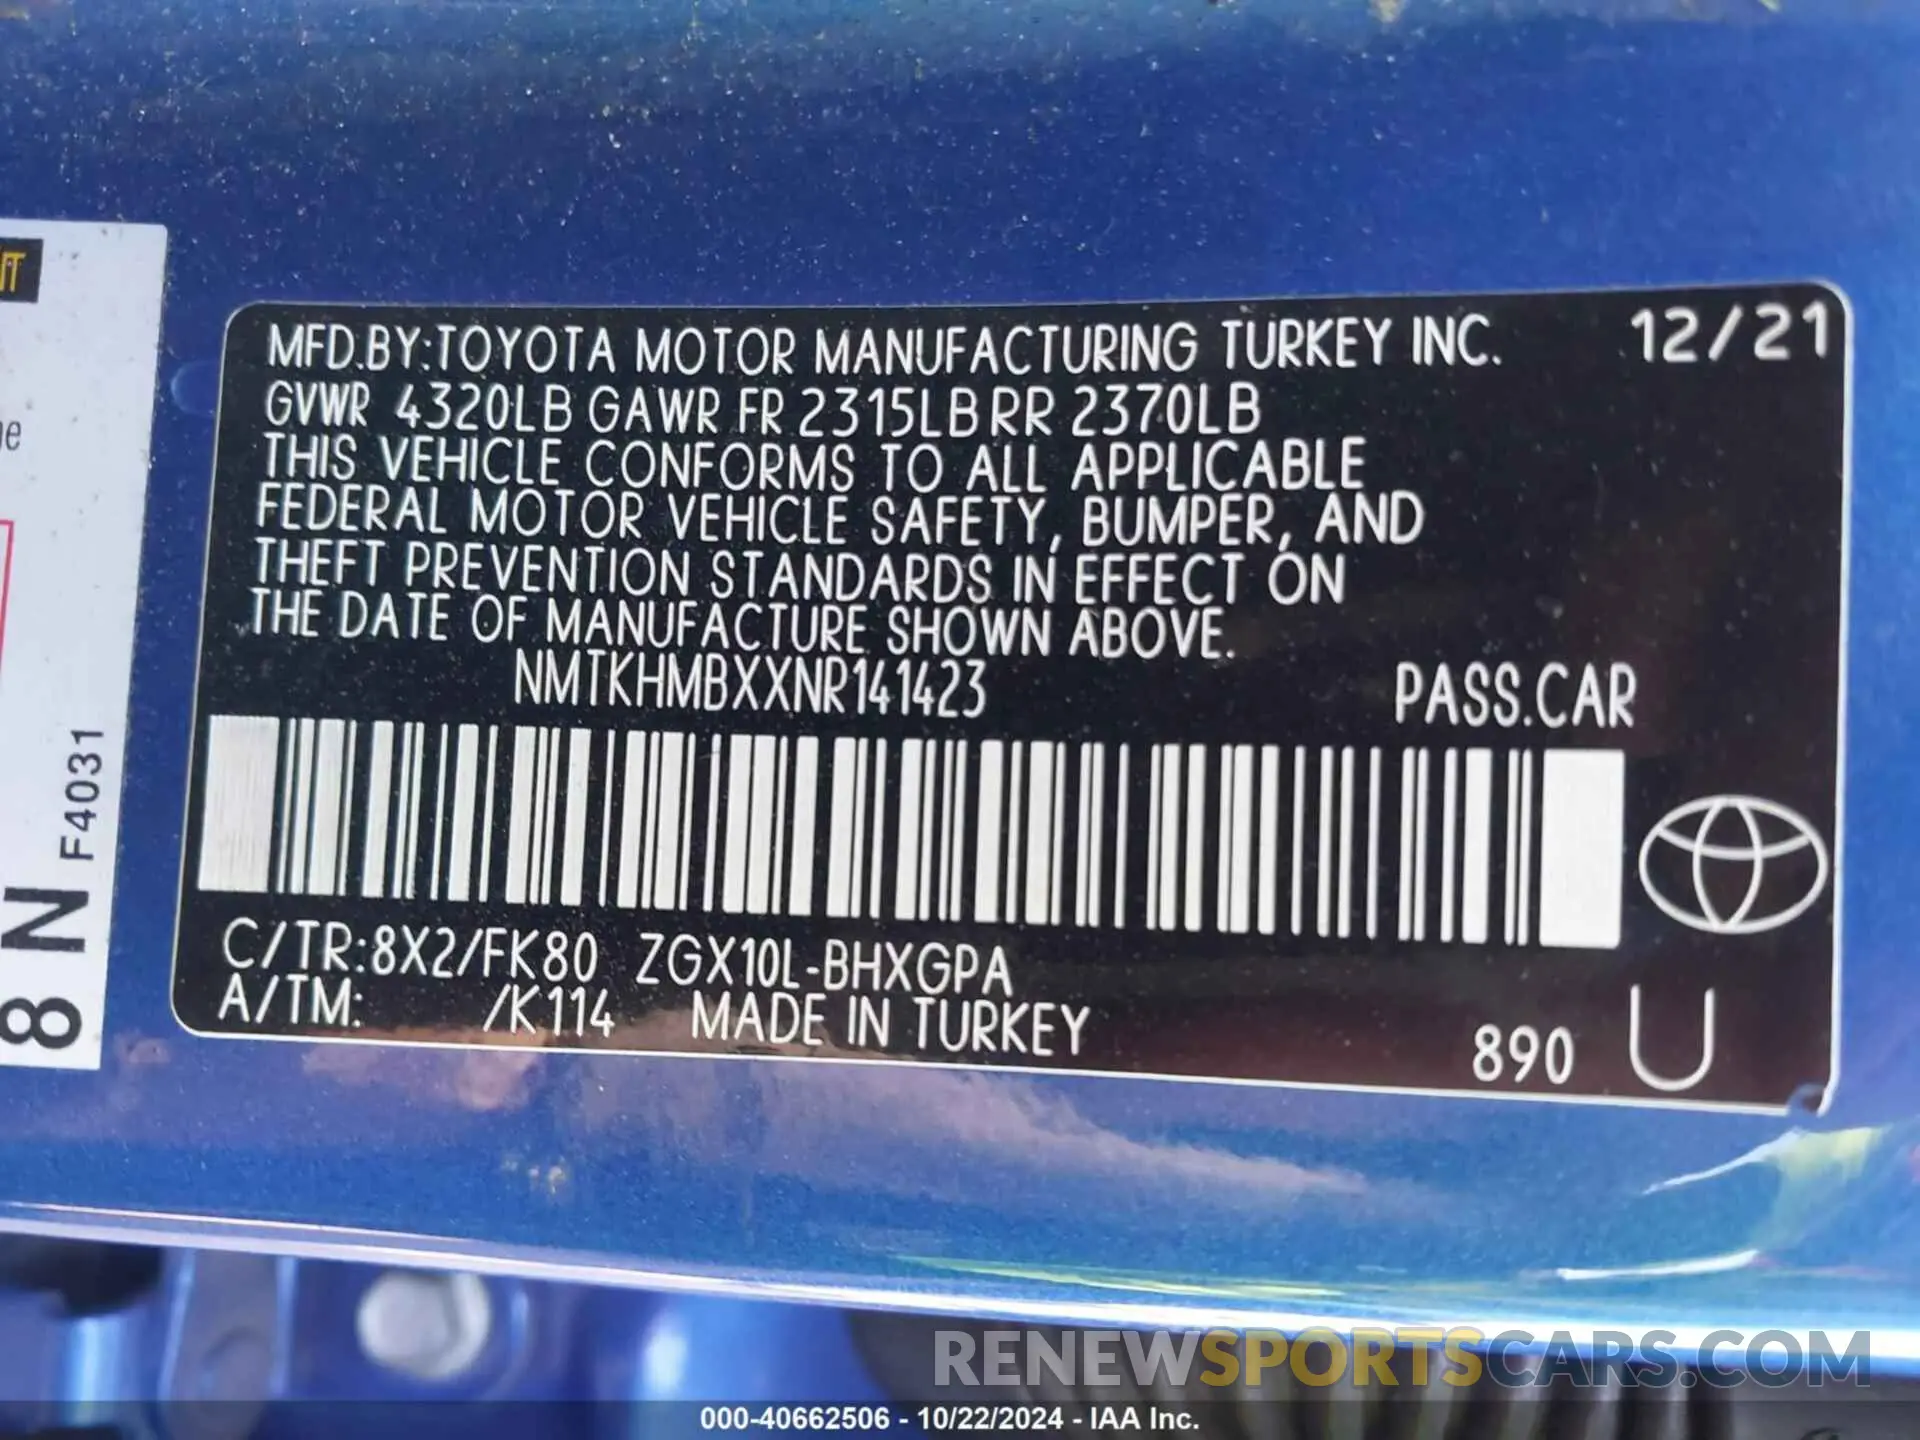 MFD.BY:TOYOTA MOTOR MANUFACTURING TURKEY INC. 12/21
GVWR 4320LB GAWR FR 2315LB RR 2370LB
THIS VEHICLE CONFORMS TO ALL APPLICABLE
FEDERAL MOTOR VEHICLE SAFETY, BUMPER, AND
THEFT PREVENTION STANDARDS IN EFFECT ON
THE DATE OF MANUFACTURE SHOWN ABOVE.
NMTKHMBXXNR141423 PASS.CAR
C/TR:8X2/FK80 ZGX10L-BHXGPA
A/TM: /K114 MADE IN TURKEY
890 U
8 N F4031
RENEWSPORTSCARS.COM
000-40662506 - 10/22/2024 - IAA Inc.